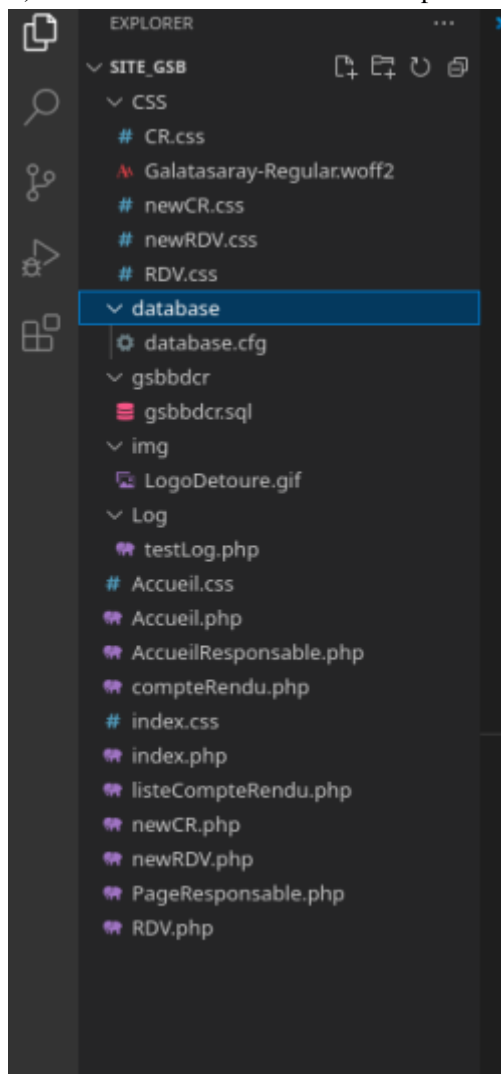 EXPLORER ...
SITE_GSB
CSS
# CR.css
Galatasaray-Regular.woff2
# newCR.css
# newRDV.css
# RDV.css
database
database.cfg
gsbbdcr
gsbbdcr.sql
img
LogoDetoure.gif
Log
testLog.php
# Accueil.css
Accueil.php
AccueilResponsable.php
compteRendu.php
# index.css
index.php
listeCompteRendu.php
newCR.php
newRDV.php
PageResponsable.php
RDV.php